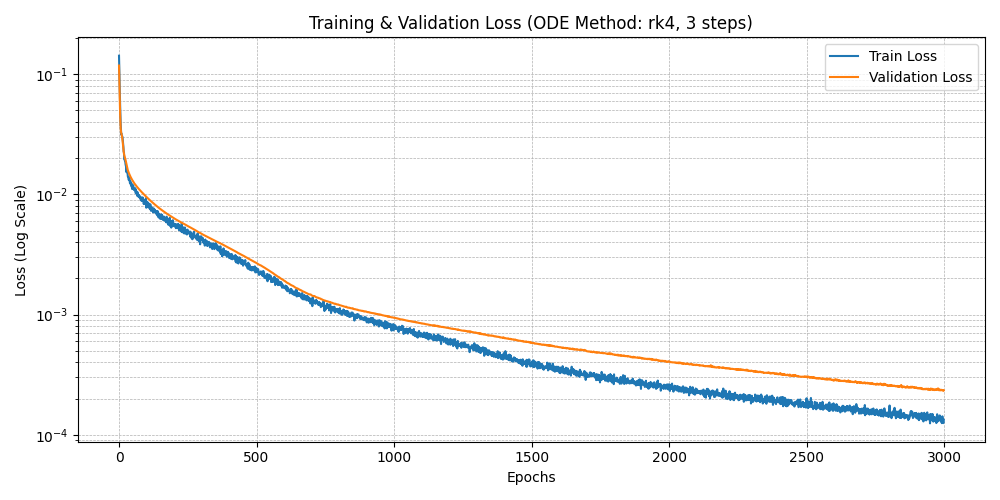 Training & Validation Loss (ODE Method: rk4, 3 steps)
Train Loss
Validation Loss
Loss (Log Scale)
10⁻¹
10⁻²
10⁻³
10⁻⁴
0 500 1000 1500 2000 2500 3000
Epochs